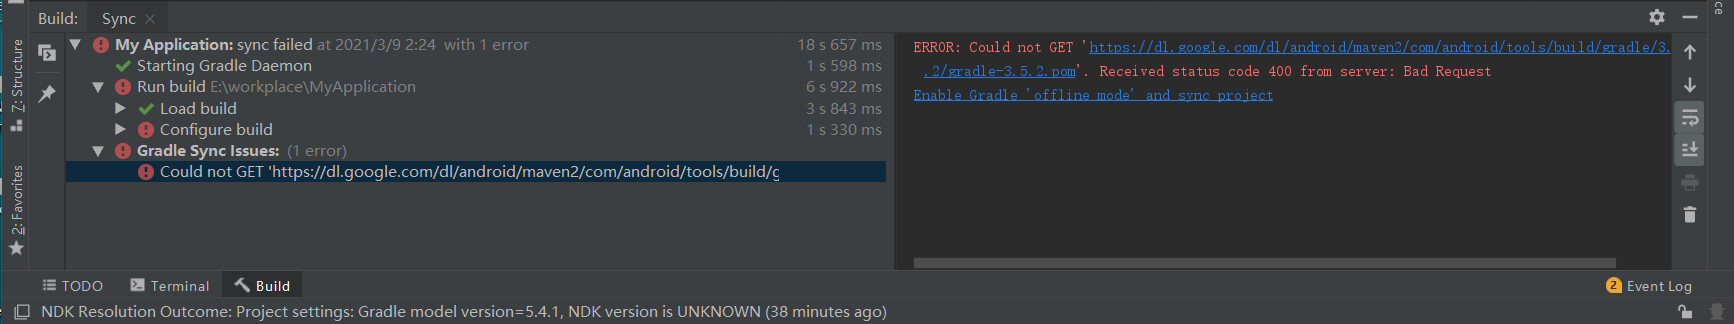 Build: Sync
My Application: sync failed at 2021/3/9 2:24 with 1 error 18 s 657 ms
Starting Gradle Daemon 1 s 598 ms
Run build E:\workplace\MyApplication 6 s 922 ms
Load build 3 s 843 ms
Configure build 1 s 330 ms
Gradle Sync Issues: (1 error)
Could not GET 'https://dl.google.com/dl/android/maven2/com/android/tools/build/g
ERROR: Could not GET 'https://dl.google.com/dl/android/maven2/com/android/tools/build/gradle/3.
.2/gradle-3.5.2.pom'. Received status code 400 from server: Bad Request
Enable Gradle 'offline mode' and sync project
7: Structure
2: Favorites
TODO Terminal Build
2 Event Log
NDK Resolution Outcome: Project settings: Gradle model version=5.4.1, NDK version is UNKNOWN (38 minutes ago)